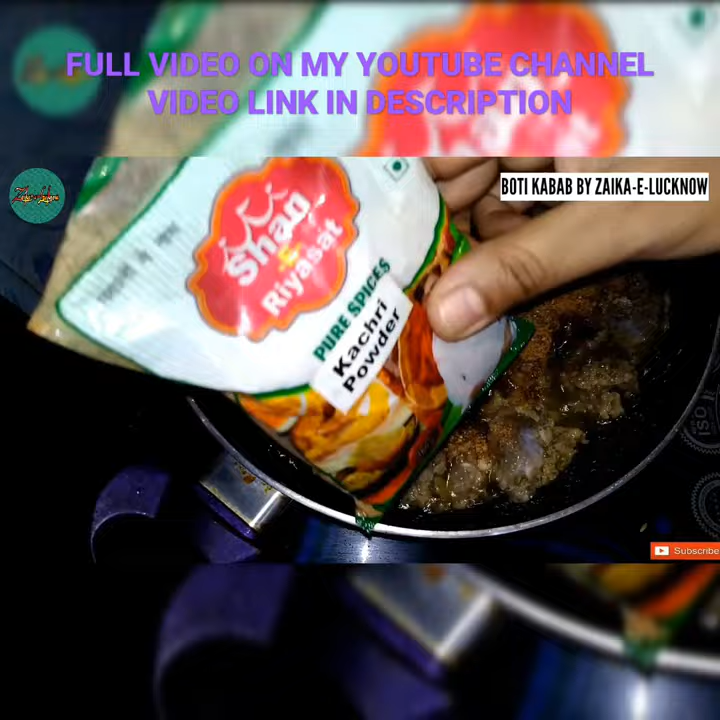 FULL VIDEO ON MY YOUTUBE CHANNEL
VIDEO LINK IN DESCRIPTION
BOTI KABAB BY ZAIKA-E-LUCKNOW
Shan
Riyasat
PURE SPICES
Kachri
Powder
ISO
Subscribe